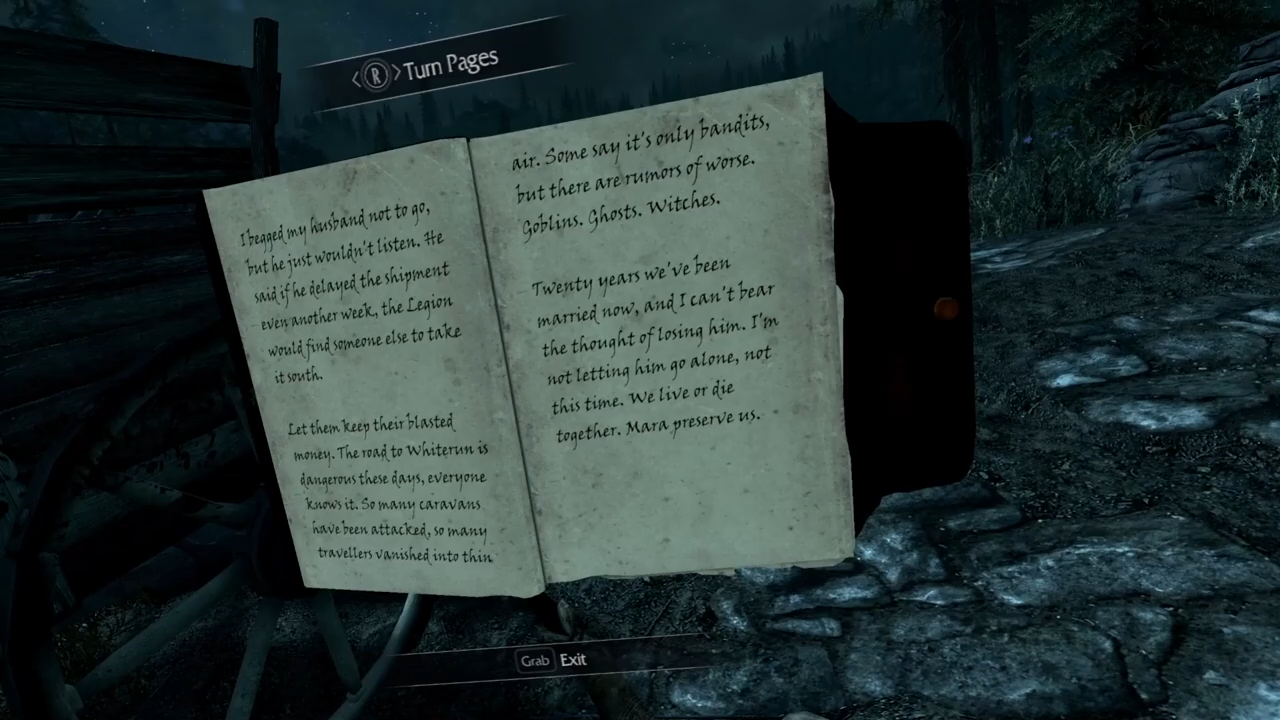 R Turn Pages
I begged my husband not to go,
but he just wouldn't listen. He
said if he delayed the shipment
even another week, the Legion
would find someone else to take
it south.
Let them keep their blasted
money. The road to Whiterun is
dangerous these days, everyone
knows it. So many caravans
have been attacked, so many
travellers vanished into thin
air. Some say it's only bandits,
but there are rumors of worse.
Goblins. Ghosts. Witches.
Twenty years we've been
married now, and I can't bear
the thought of losing him. I'm
not letting him go alone, not
this time. We live or die
together. Mara preserve us.
Grab Exit